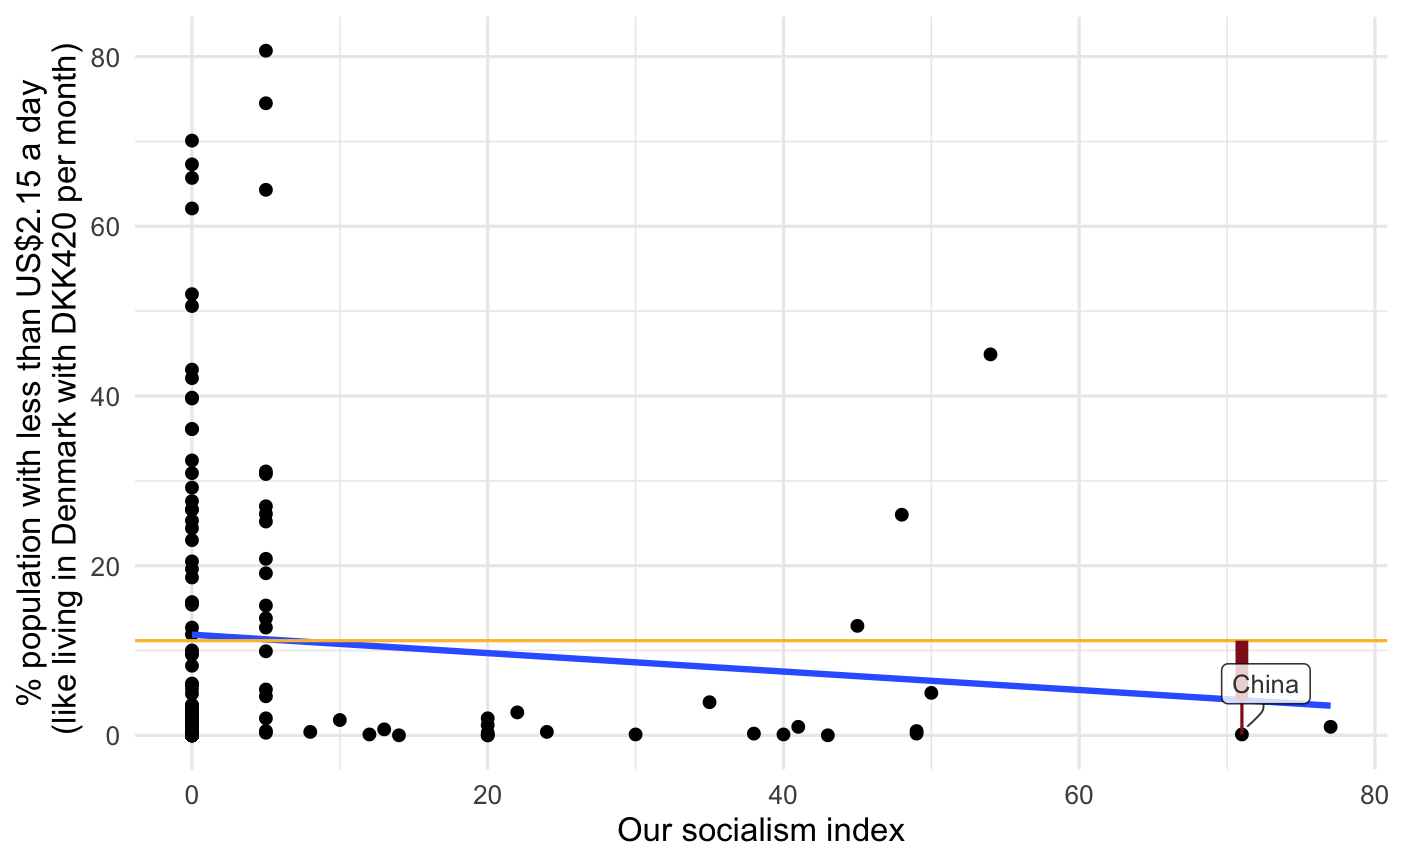 % population with less than US$2.15 a day
(like living in Denmark with DKK420 per month)
80
60
40
20
0
China
0
20
40
60
80
Our socialism index